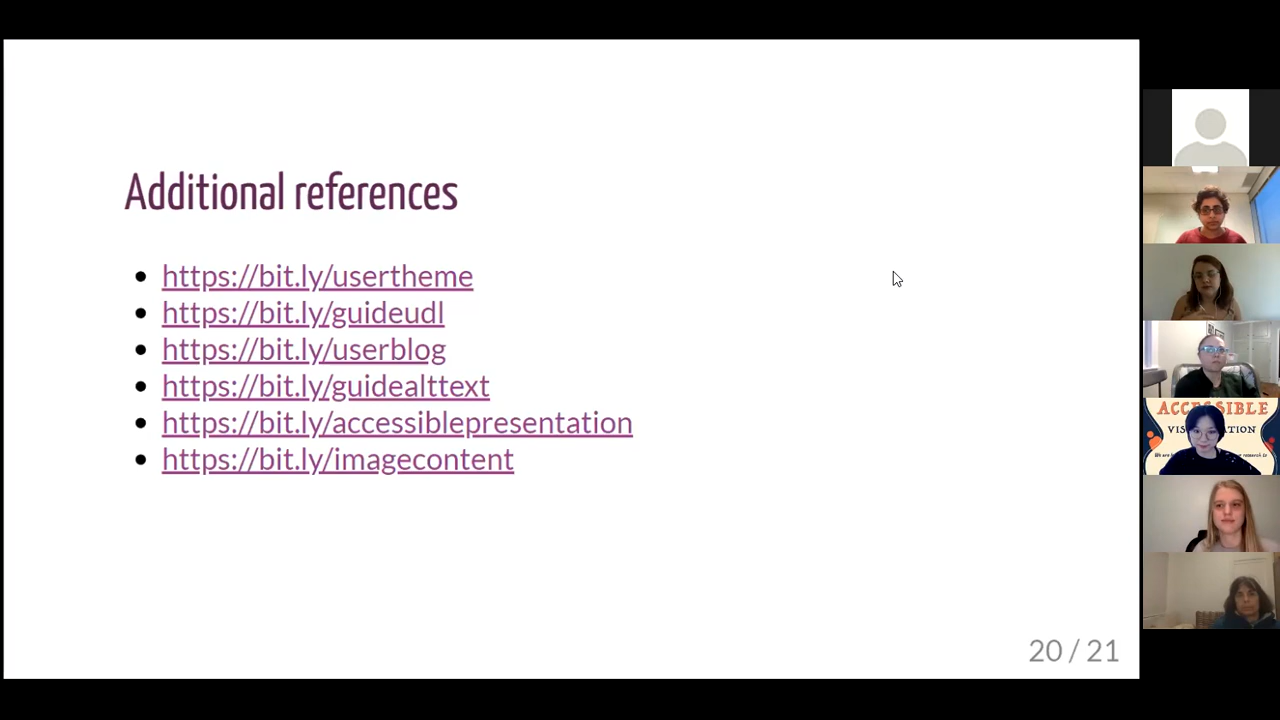 Additional references
https://bit.ly/usertheme
https://bit.ly/guideudl
https://bit.ly/userblog
https://bit.ly/guidealttext
https://bit.ly/accessiblepresentation
https://bit.ly/imagecontent
20 / 21